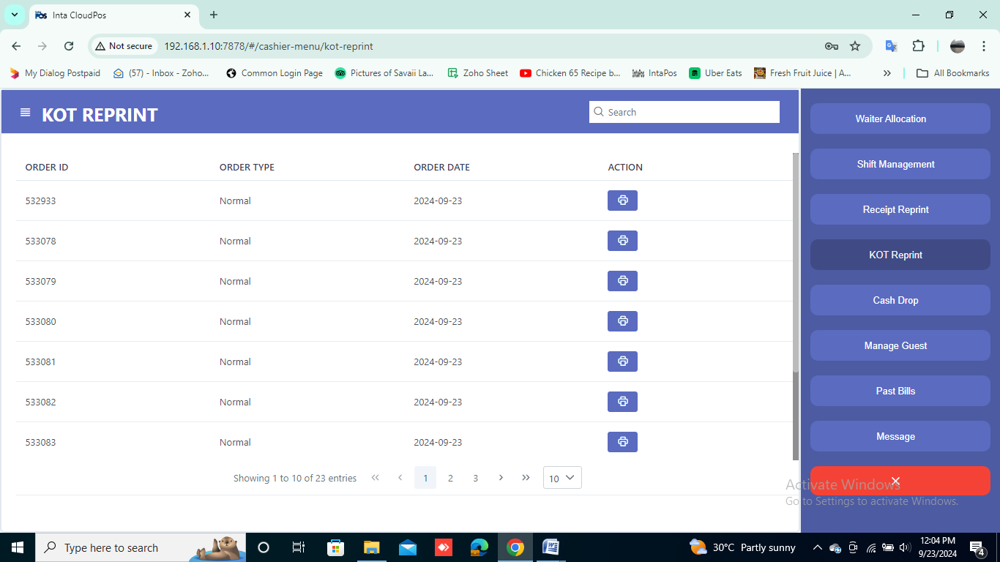 Inta CloudPos
Not secure 192.168.1.10:7878/#/cashier-menu/kot-reprint
My Dialog Postpaid (57) - Inbox - Zoho... Common Login Page Pictures of Savaii La... Zoho Sheet Chicken 65 Recipe b... IntaPos Uber Eats Fresh Fruit Juice | A... All Bookmarks
KOT REPRINT
Search
ORDER ID ORDER TYPE ORDER DATE ACTION
532933 Normal 2024-09-23
533078 Normal 2024-09-23
533079 Normal 2024-09-23
533080 Normal 2024-09-23
533081 Normal 2024-09-23
533082 Normal 2024-09-23
533083 Normal 2024-09-23
Showing 1 to 10 of 23 entries « ‹ 1 2 3 › » 10
Waiter Allocation
Shift Management
Receipt Reprint
KOT Reprint
Cash Drop
Manage Guest
Past Bills
Message
Activate Windows
Go to Settings to activate Windows.
Type here to search
30°C Partly sunny
12:04 PM
9/23/2024
4